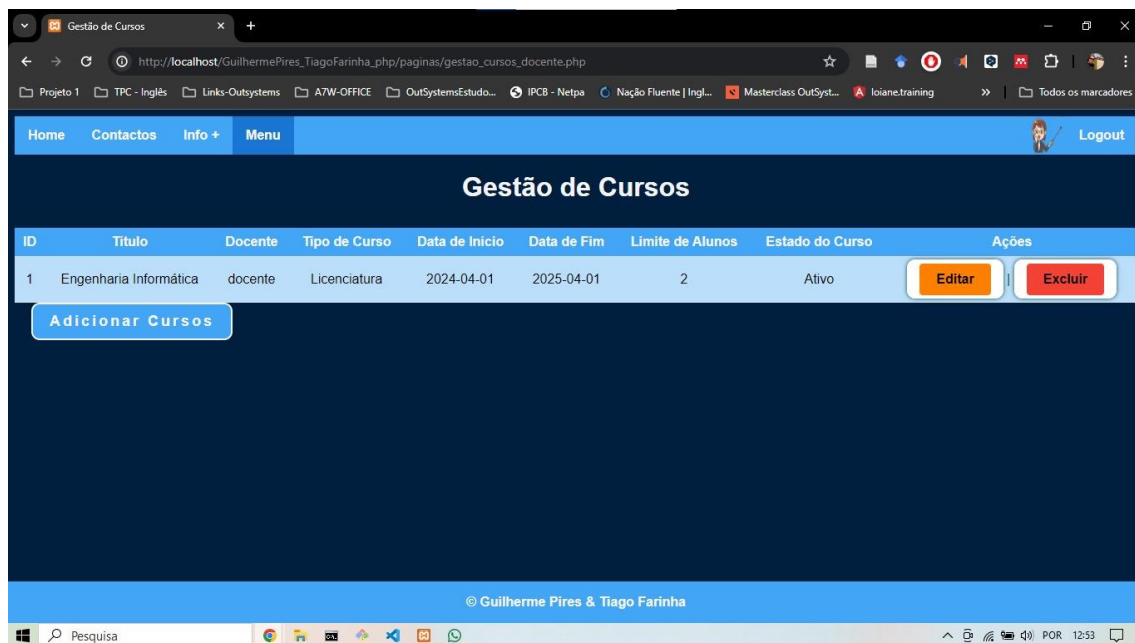 Gestão de Cursos
http://localhost/GuilhermePires_TiagoFarinha_php/paginas/gestao_cursos_docente.php
Projeto 1 TPC - Inglês Links-Outsystems A7W-OFFICE OutSystemsEstudo... IPCB - Netpa Nação Fluente | Ingl... Masterclass OutSyst... loiane.training » Todos os marcadores
Home Contactos Info + Menu Logout
Gestão de Cursos
ID Titulo Docente Tipo de Curso Data de Inicio Data de Fim Limite de Alunos Estado do Curso Ações
1 Engenharia Informática docente Licenciatura 2024-04-01 2025-04-01 2 Ativo Editar | Excluir
Adicionar Cursos
© Guilherme Pires & Tiago Farinha
Pesquisa POR 12:53